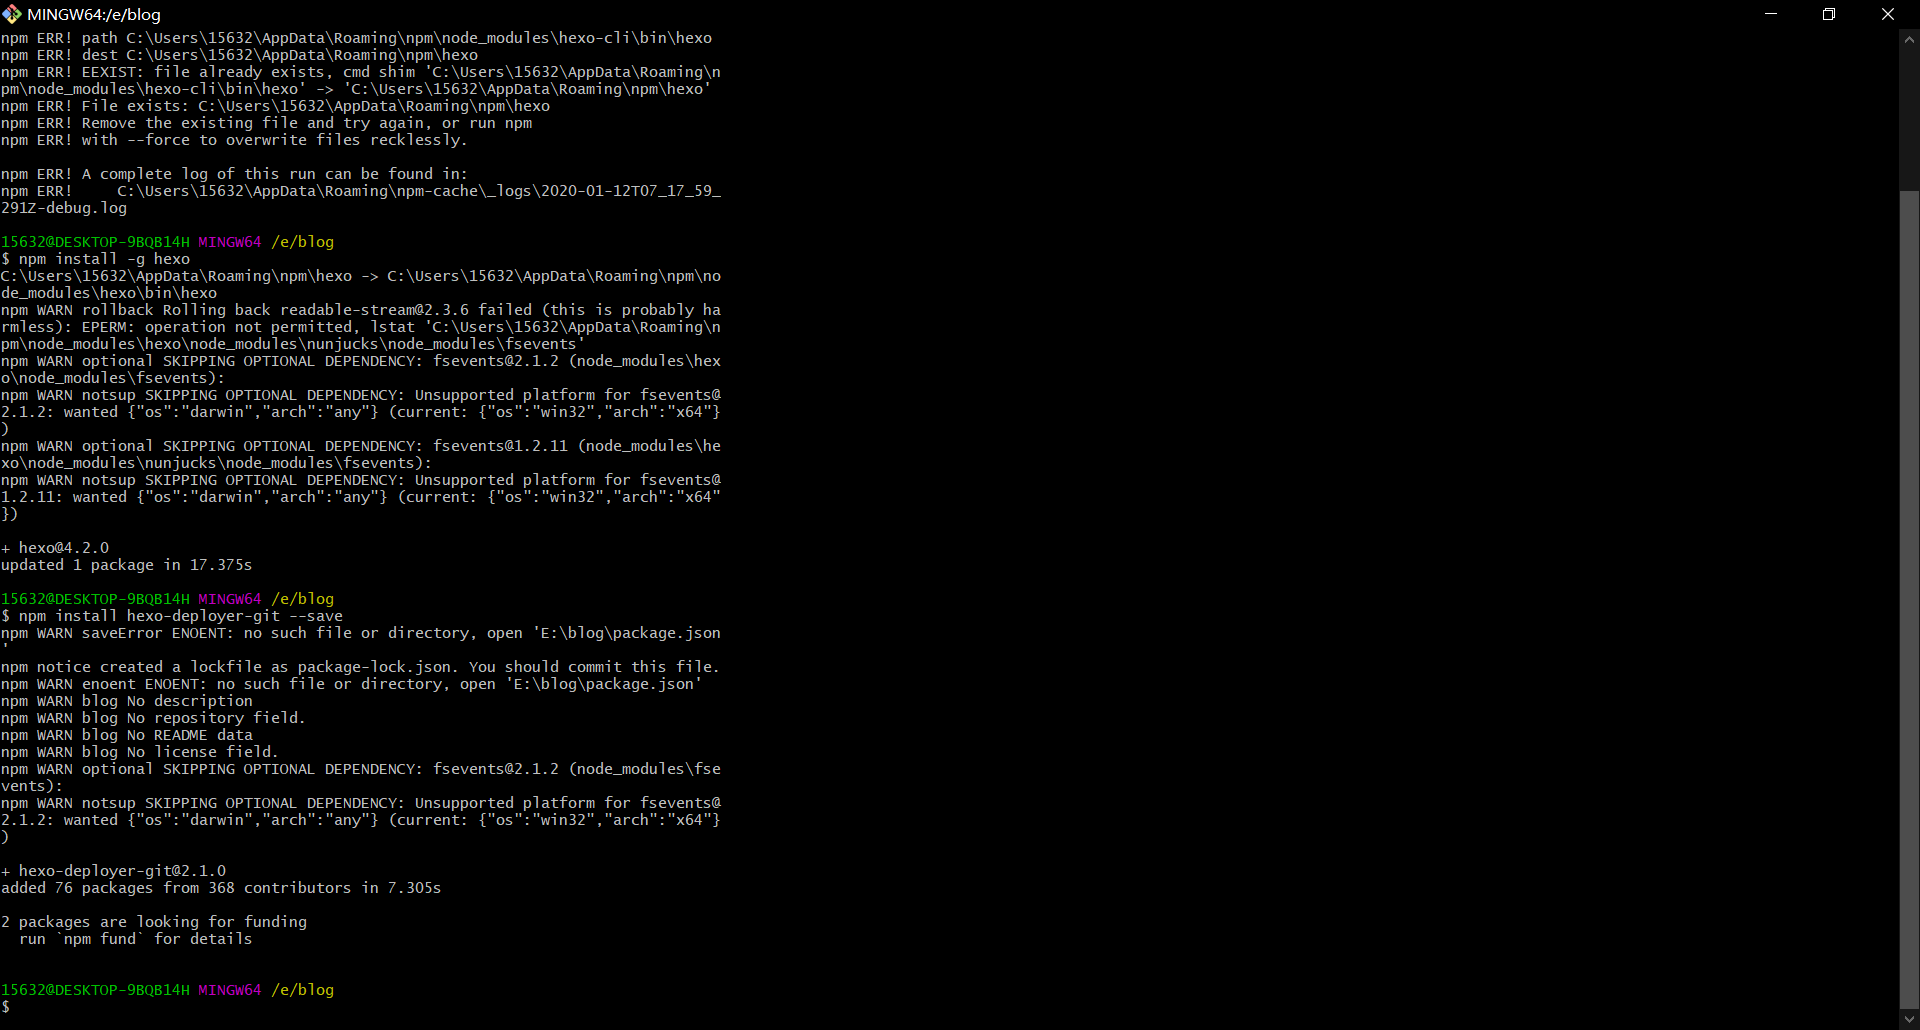 MINGW64:/e/blog
npm ERR! path C:\Users\15632\AppData\Roaming\npm\node_modules\hexo-cli\bin\hexo
npm ERR! dest C:\Users\15632\AppData\Roaming\npm\hexo
npm ERR! EEXIST: file already exists, cmd shim 'C:\Users\15632\AppData\Roaming\n
pm\node_modules\hexo-cli\bin\hexo' -> 'C:\Users\15632\AppData\Roaming\npm\hexo'
npm ERR! File exists: C:\Users\15632\AppData\Roaming\npm\hexo
npm ERR! Remove the existing file and try again, or run npm
npm ERR! with --force to overwrite files recklessly.

npm ERR! A complete log of this run can be found in:
npm ERR!     C:\Users\15632\AppData\Roaming\npm-cache\_logs\2020-01-12T07_17_59_
291Z-debug.log

15632@DESKTOP-9BQB14H MINGW64 /e/blog
$ npm install -g hexo
C:\Users\15632\AppData\Roaming\npm\hexo -> C:\Users\15632\AppData\Roaming\npm\no
de_modules\hexo\bin\hexo
npm WARN rollback Rolling back readable-stream@2.3.6 failed (this is probably ha
rmless): EPERM: operation not permitted, lstat 'C:\Users\15632\AppData\Roaming\n
pm\node_modules\hexo\node_modules\nunjucks\node_modules\fsevents'
npm WARN optional SKIPPING OPTIONAL DEPENDENCY: fsevents@2.1.2 (node_modules\hex
o\node_modules\fsevents):
npm WARN notsup SKIPPING OPTIONAL DEPENDENCY: Unsupported platform for fsevents@
2.1.2: wanted {"os":"darwin","arch":"any"} (current: {"os":"win32","arch":"x64"}
)
npm WARN optional SKIPPING OPTIONAL DEPENDENCY: fsevents@1.2.11 (node_modules\he
xo\node_modules\nunjucks\node_modules\fsevents):
npm WARN notsup SKIPPING OPTIONAL DEPENDENCY: Unsupported platform for fsevents@
1.2.11: wanted {"os":"darwin","arch":"any"} (current: {"os":"win32","arch":"x64"
})

+ hexo@4.2.0
updated 1 package in 17.375s

15632@DESKTOP-9BQB14H MINGW64 /e/blog
$ npm install hexo-deployer-git --save
npm WARN saveError ENOENT: no such file or directory, open 'E:\blog\package.json
'
npm notice created a lockfile as package-lock.json. You should commit this file.
npm WARN enoent ENOENT: no such file or directory, open 'E:\blog\package.json'
npm WARN blog No description
npm WARN blog No repository field.
npm WARN blog No README data
npm WARN blog No license field.
npm WARN optional SKIPPING OPTIONAL DEPENDENCY: fsevents@2.1.2 (node_modules\fse
vents):
npm WARN notsup SKIPPING OPTIONAL DEPENDENCY: Unsupported platform for fsevents@
2.1.2: wanted {"os":"darwin","arch":"any"} (current: {"os":"win32","arch":"x64"}
)

+ hexo-deployer-git@2.1.0
added 76 packages from 368 contributors in 7.305s

2 packages are looking for funding
  run `npm fund` for details

15632@DESKTOP-9BQB14H MINGW64 /e/blog
$